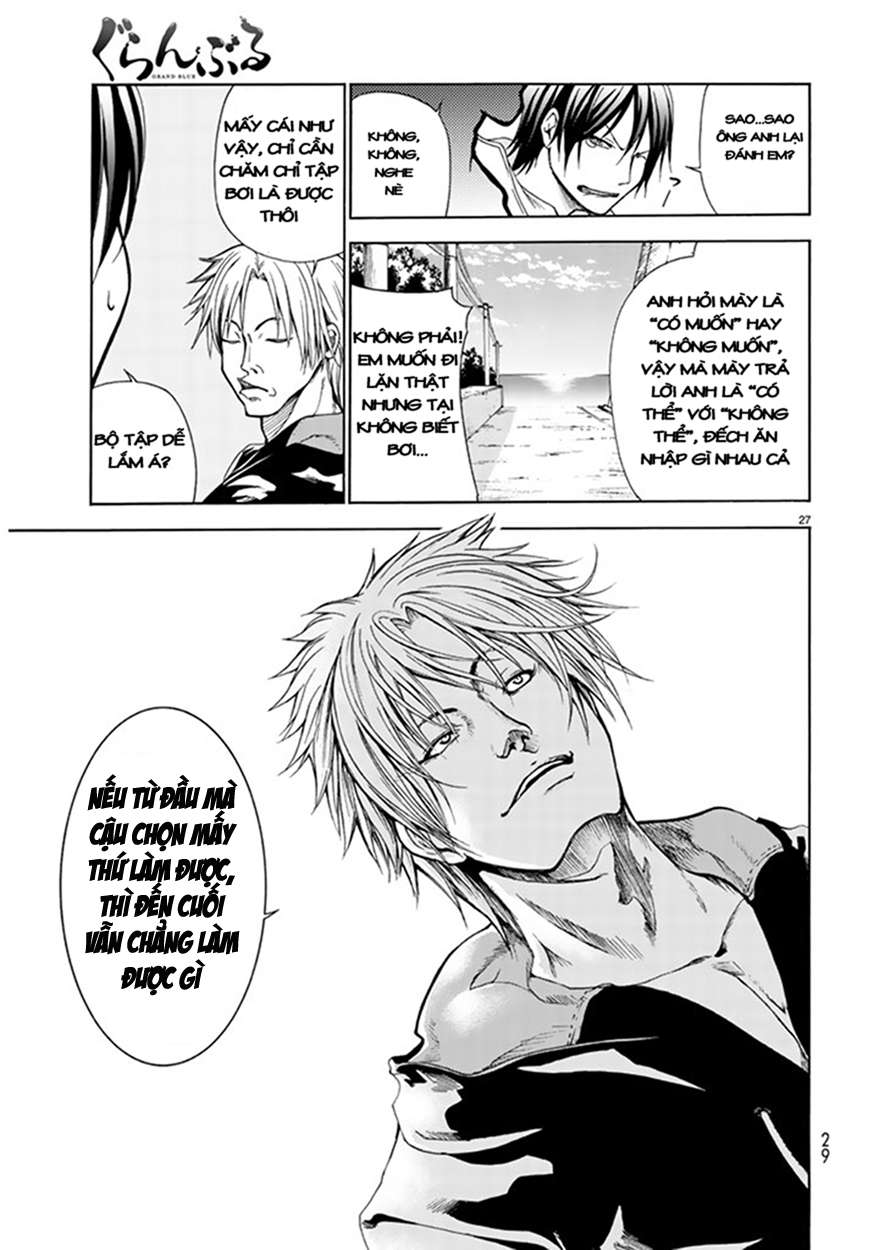 ぐらんぶる
GRAND BLUE
SAO...SAO
ÔNG ANH LẠI
ĐÁNH EM?
KHÔNG,
KHÔNG,
NGHE
NÈ
ANH HỎI MÀY LÀ
"CÓ MUỐN" HAY
"KHÔNG MUỐN",
VẬY MÀ MÀY TRẢ
LỜI ANH LÀ "CÓ
THỂ" VỚI "KHÔNG
THỂ", ĐẾCH ĂN
NHẬP GÌ NHAU CẢ
KHÔNG PHẢI!
EM MUỐN ĐI
LẶN THẬT
NHƯNG TẠI
KHÔNG BIẾT
BƠI...
MẤY CÁI NHƯ
VẬY, CHỈ CẦN
CHĂM CHỈ TẬP
BƠI LÀ ĐƯỢC
THÔI
BỘ TẬP DỄ
LẮM Á?
27
NẾU TỪ ĐẦU MÀ
CẬU CHỌN MẤY
THỨ LÀM ĐƯỢC,
THÌ ĐẾN CUỐI
VẪN CHẲNG LÀM
ĐƯỢC GÌ
29